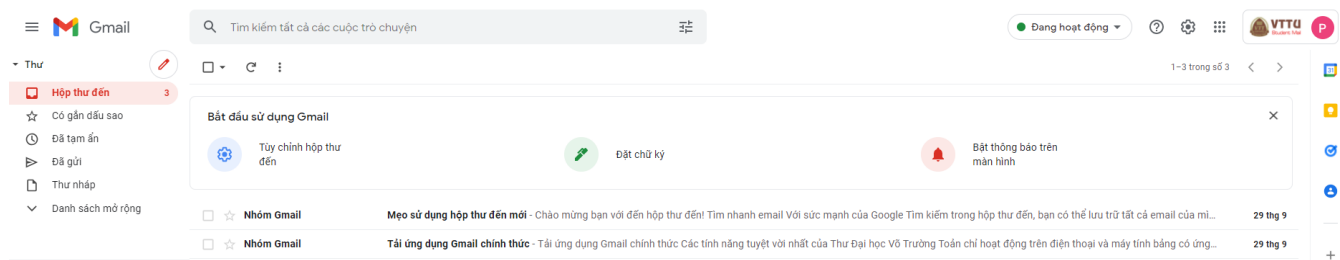 Gmail
Tìm kiếm tất cả các cuộc trò chuyện
Đang hoạt động
VTTU
Student Mail
P
Thư
1–3 trong số 3
Hộp thư đến 3
Có gắn dấu sao
Đã tạm ẩn
Đã gửi
Thư nháp
Danh sách mở rộng
Bắt đầu sử dụng Gmail
Tùy chỉnh hộp thư
đến
Đặt chữ ký
Bật thông báo trên
màn hình
Nhóm Gmail Mẹo sử dụng hộp thư đến mới - Chào mừng bạn với đến hộp thư đến! Tìm nhanh email Với sức mạnh của Google Tìm kiếm trong hộp thư đến, bạn có thể lưu trữ tất cả email của mì... 29 thg 9
Nhóm Gmail Tải ứng dụng Gmail chính thức - Tải ứng dụng Gmail chính thức Các tính năng tuyệt vời nhất của Thư Đại học Võ Trường Toản chỉ hoạt động trên điện thoại và máy tính bảng có ứng... 29 thg 9